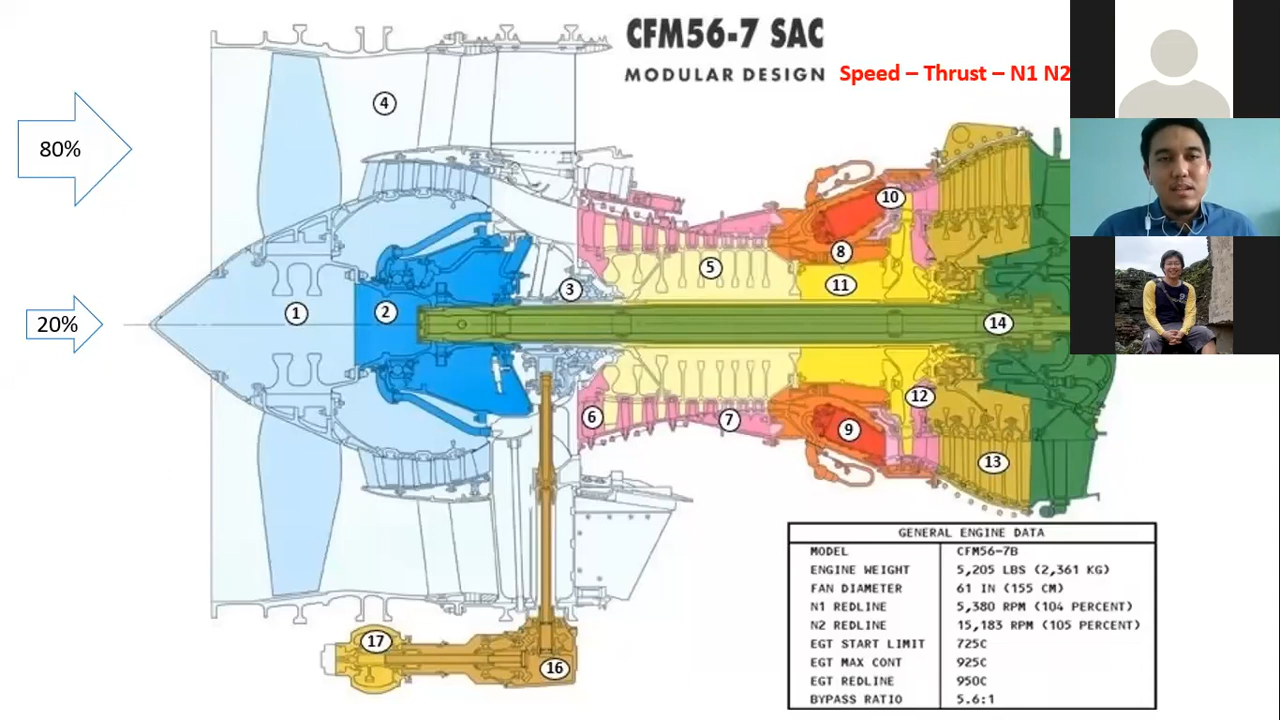 CFM56-7 SAC
MODULAR DESIGN
Speed – Thrust – N1 N2
4
80%
10
8
5
11
3
1
2
20%
14
12
6
7
9
13
GENERAL ENGINE DATA
MODEL CFM56-7B
ENGINE WEIGHT 5,205 LBS (2,361 KG)
FAN DIAMETER 61 IN (155 CM)
N1 REDLINE 5,380 RPM (104 PERCENT)
N2 REDLINE 15,183 RPM (105 PERCENT)
EGT START LIMIT 725C
EGT MAX CONT 925C
EGT REDLINE 950C
BYPASS RATIO 5.6:1
17
16